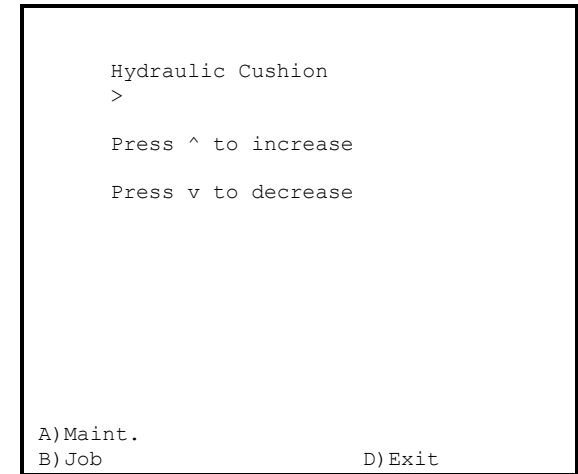 Hydraulic Cushion
>
Press ^ to increase
Press v to decrease
A)Maint.
B)Job D)Exit